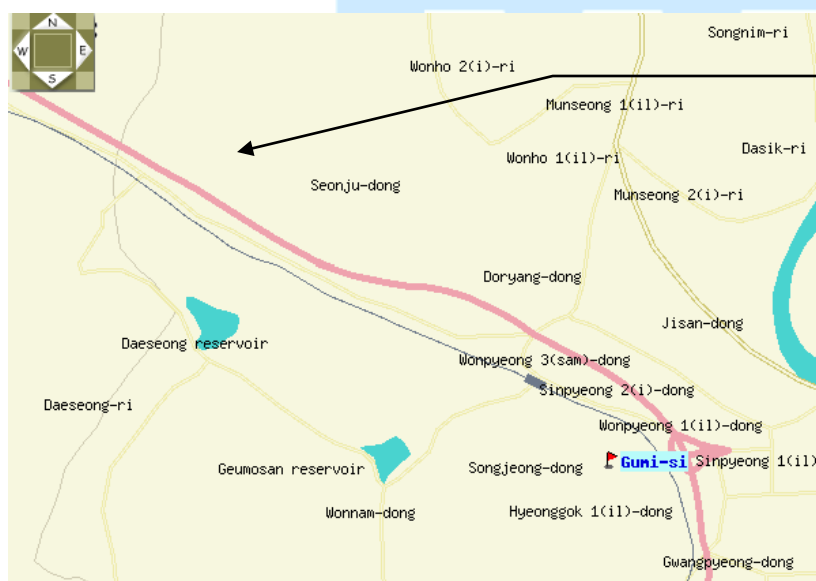 N
W E
S
Songnim-ri
Wonho 2(i)-ri
Munseong 1(il)-ri
Dasik-ri
Wonho 1(il)-ri
Seonju-dong
Munseong 2(i)-ri
Doryang-dong
Jisan-dong
Daeseong reservoir
Wonpyeong 3(sam)-dong
Sinpyeong 2(i)-dong
Daeseong-ri
Wonpyeong 1(il)-dong
Geumosan reservoir
Songjeong-dong
Gumi-si
Sinpyeong 1(il)
Wonnam-dong
Hyeonggok 1(il)-dong
Gwangpyeong-dong